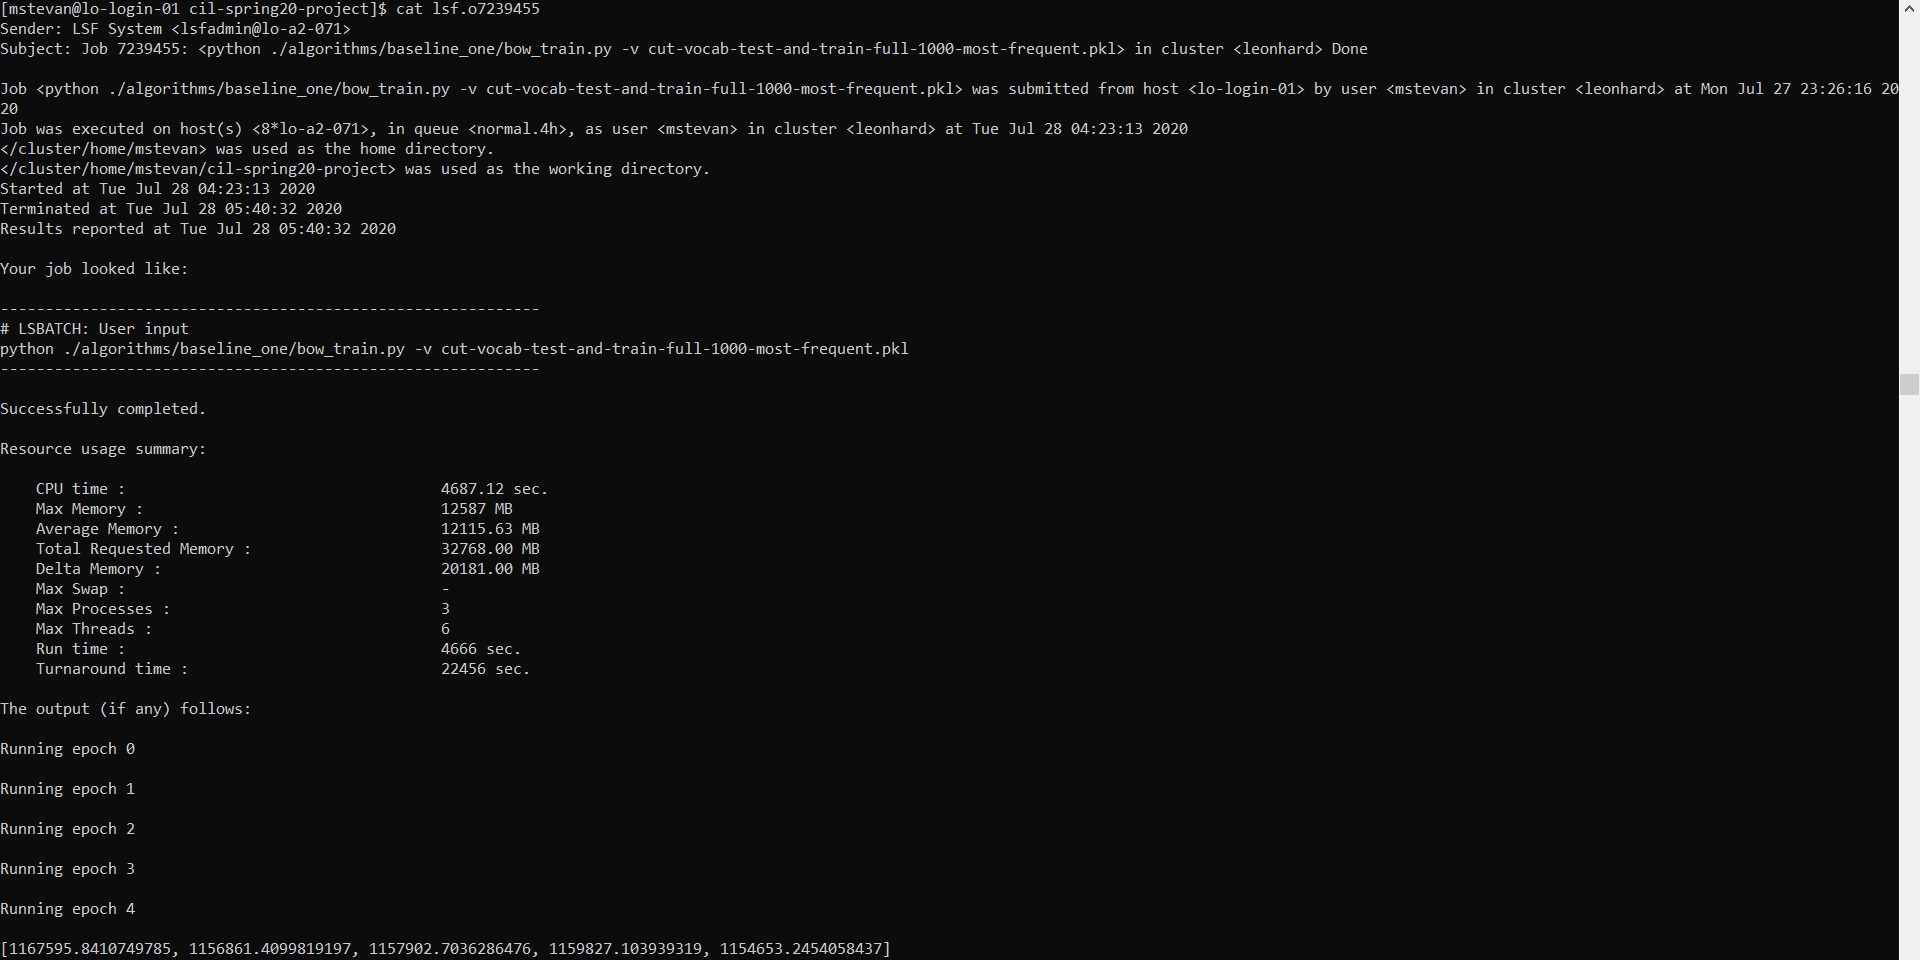 [mstevan@lo-login-01 cil-spring20-project]$ cat lsf.o7239455
Sender: LSF System <lsfadmin@lo-a2-071>
Subject: Job 7239455: <python ./algorithms/baseline_one/bow_train.py -v cut-vocab-test-and-train-full-1000-most-frequent.pkl> in cluster <leonhard> Done

Job <python ./algorithms/baseline_one/bow_train.py -v cut-vocab-test-and-train-full-1000-most-frequent.pkl> was submitted from host <lo-login-01> by user <mstevan> in cluster <leonhard> at Mon Jul 27 23:26:16 20
20
Job was executed on host(s) <8*lo-a2-071>, in queue <normal.4h>, as user <mstevan> in cluster <leonhard> at Tue Jul 28 04:23:13 2020
</cluster/home/mstevan> was used as the home directory.
</cluster/home/mstevan/cil-spring20-project> was used as the working directory.
Started at Tue Jul 28 04:23:13 2020
Terminated at Tue Jul 28 05:40:32 2020
Results reported at Tue Jul 28 05:40:32 2020

Your job looked like:

------------------------------------------------------------
# LSBATCH: User input
python ./algorithms/baseline_one/bow_train.py -v cut-vocab-test-and-train-full-1000-most-frequent.pkl
------------------------------------------------------------

Successfully completed.

Resource usage summary:

    CPU time :                                   4687.12 sec.
    Max Memory :                                 12587 MB
    Average Memory :                             12115.63 MB
    Total Requested Memory :                     32768.00 MB
    Delta Memory :                               20181.00 MB
    Max Swap :                                   -
    Max Processes :                              3
    Max Threads :                                6
    Run time :                                   4666 sec.
    Turnaround time :                            22456 sec.

The output (if any) follows:

Running epoch 0

Running epoch 1

Running epoch 2

Running epoch 3

Running epoch 4

[1167595.8410749785, 1156861.4099819197, 1157902.7036286476, 1159827.103939319, 1154653.2454058437]